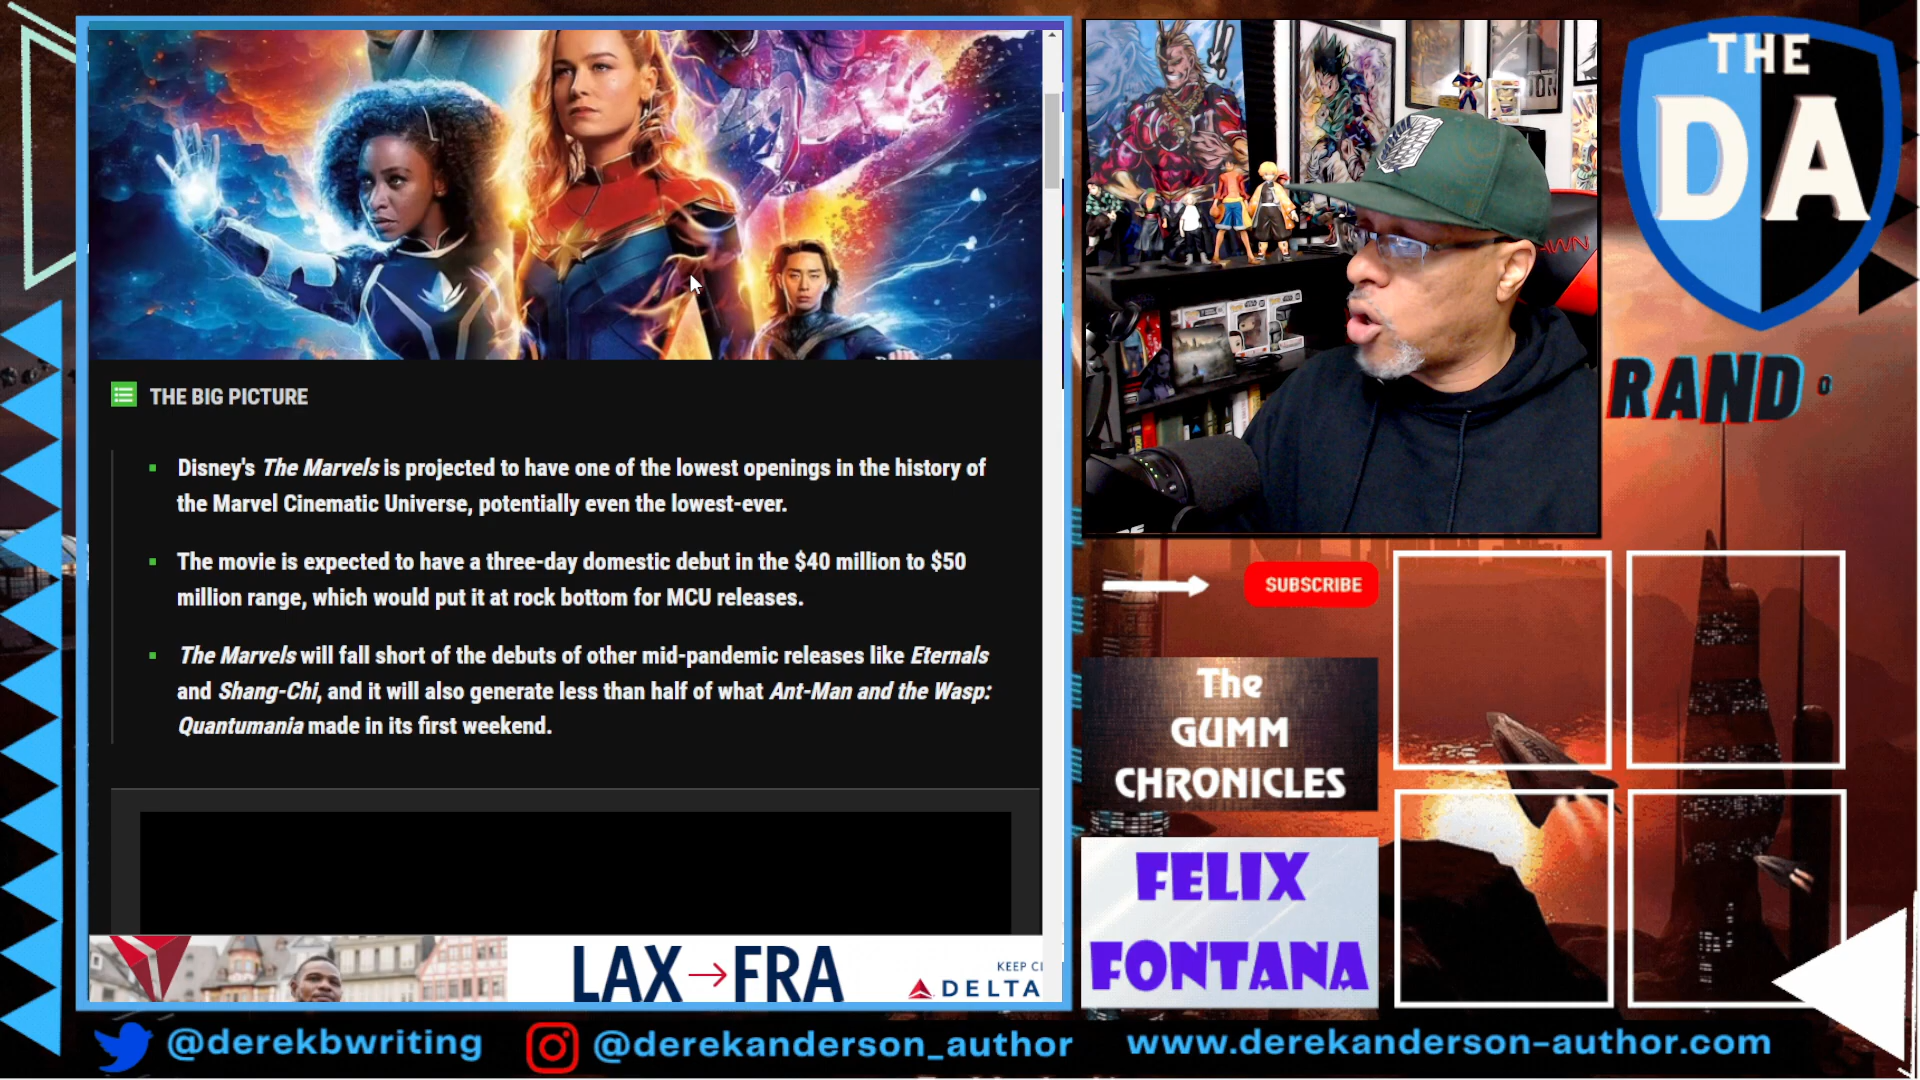 THE BIG PICTURE
Disney's The Marvels is projected to have one of the lowest openings in the history of
the Marvel Cinematic Universe, potentially even the lowest-ever.
The movie is expected to have a three-day domestic debut in the $40 million to $50
million range, which would put it at rock bottom for MCU releases.
The Marvels will fall short of the debuts of other mid-pandemic releases like Eternals
and Shang-Chi, and it will also generate less than half of what Ant-Man and the Wasp:
Quantumania made in its first weekend.
LAX→FRA
KEEP
DELTA
THE
DA
RAND
SUBSCRIBE
The
GUMM
CHRONICLES
FELIX
FONTANA
@derekbwriting
@derekanderson_author
www.derekanderson-author.com